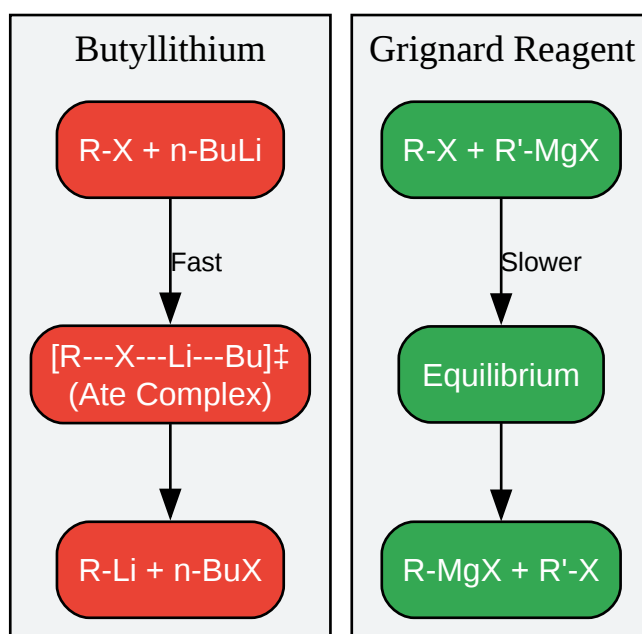 Butyllithium
R-X + n-BuLi
Fast
[R---X---Li---Bu]‡
(Ate Complex)
R-Li + n-BuX
Grignard Reagent
R-X + R'-MgX
Slower
Equilibrium
R-MgX + R'-X